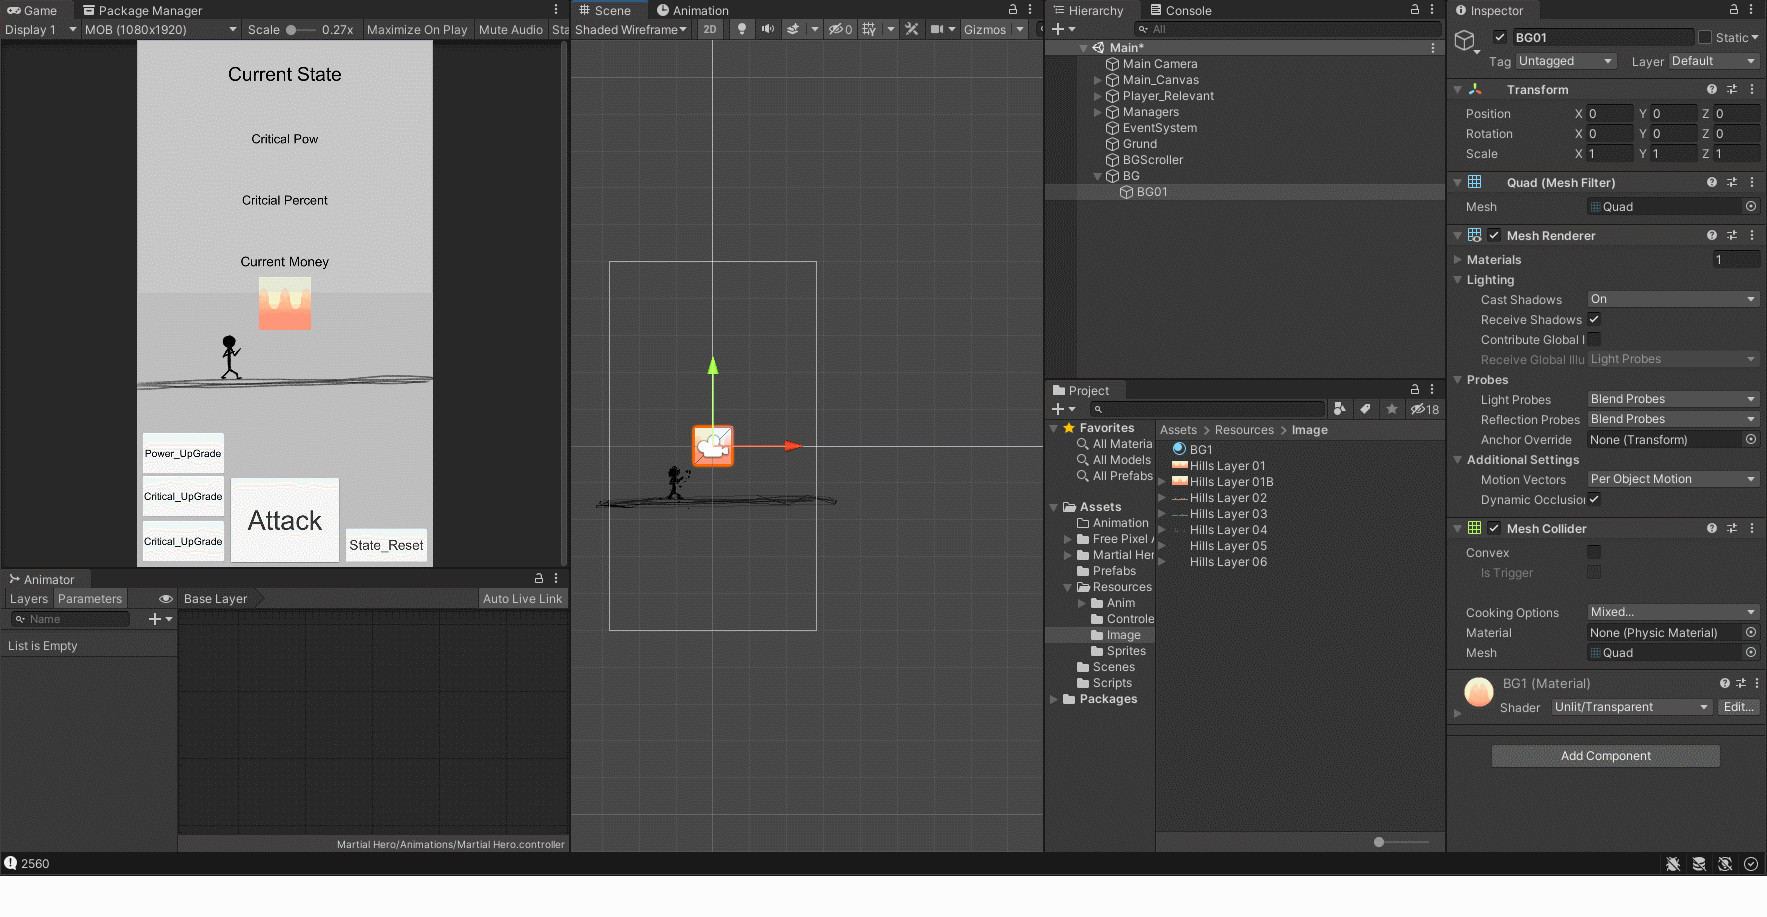 Game
Package Manager
Display 1
MOB (1080x1920)
Scale
0.27x
Maximize On Play
Mute Audio
Sta
Current State
Critical Pow
Critcial Percent
Current Money
Power_UpGrade
Critical_UpGrade
Critical_UpGrade
Attack
State_Reset
Animator
Layers
Parameters
Base Layer
Auto Live Link
Name
List is Empty
Martial Hero/Animations/Martial Hero.controller
2560
Scene
Animation
Shaded Wireframe
2D
0
Gizmos
Hierarchy
Console
All
Main*
Main Camera
Main_Canvas
Player_Relevant
Managers
EventSystem
Grund
BGScroller
BG
BG01
Project
18
Favorites
All Materia
All Models
All Prefabs
Assets
Animation
Free Pixel A
Martial Her
Prefabs
Resources
Anim
Controle
Image
Sprites
Scenes
Scripts
Packages
Assets > Resources > Image
BG1
Hills Layer 01
Hills Layer 01B
Hills Layer 02
Hills Layer 03
Hills Layer 04
Hills Layer 05
Hills Layer 06
Inspector
BG01
Static
Tag Untagged
Layer Default
Transform
Position X 0 Y 0 Z 0
Rotation X 0 Y 0 Z 0
Scale X 1 Y 1 Z 1
Quad (Mesh Filter)
Mesh Quad
Mesh Renderer
Materials 1
Lighting
Cast Shadows On
Receive Shadows
Contribute Global I
Receive Global Illu Light Probes
Probes
Light Probes Blend Probes
Reflection Probes Blend Probes
Anchor Override None (Transform)
Additional Settings
Motion Vectors Per Object Motion
Dynamic Occlusio
Mesh Collider
Convex
Is Trigger
Cooking Options Mixed...
Material None (Physic Material)
Mesh Quad
BG1 (Material)
Shader Unlit/Transparent Edit...
Add Component